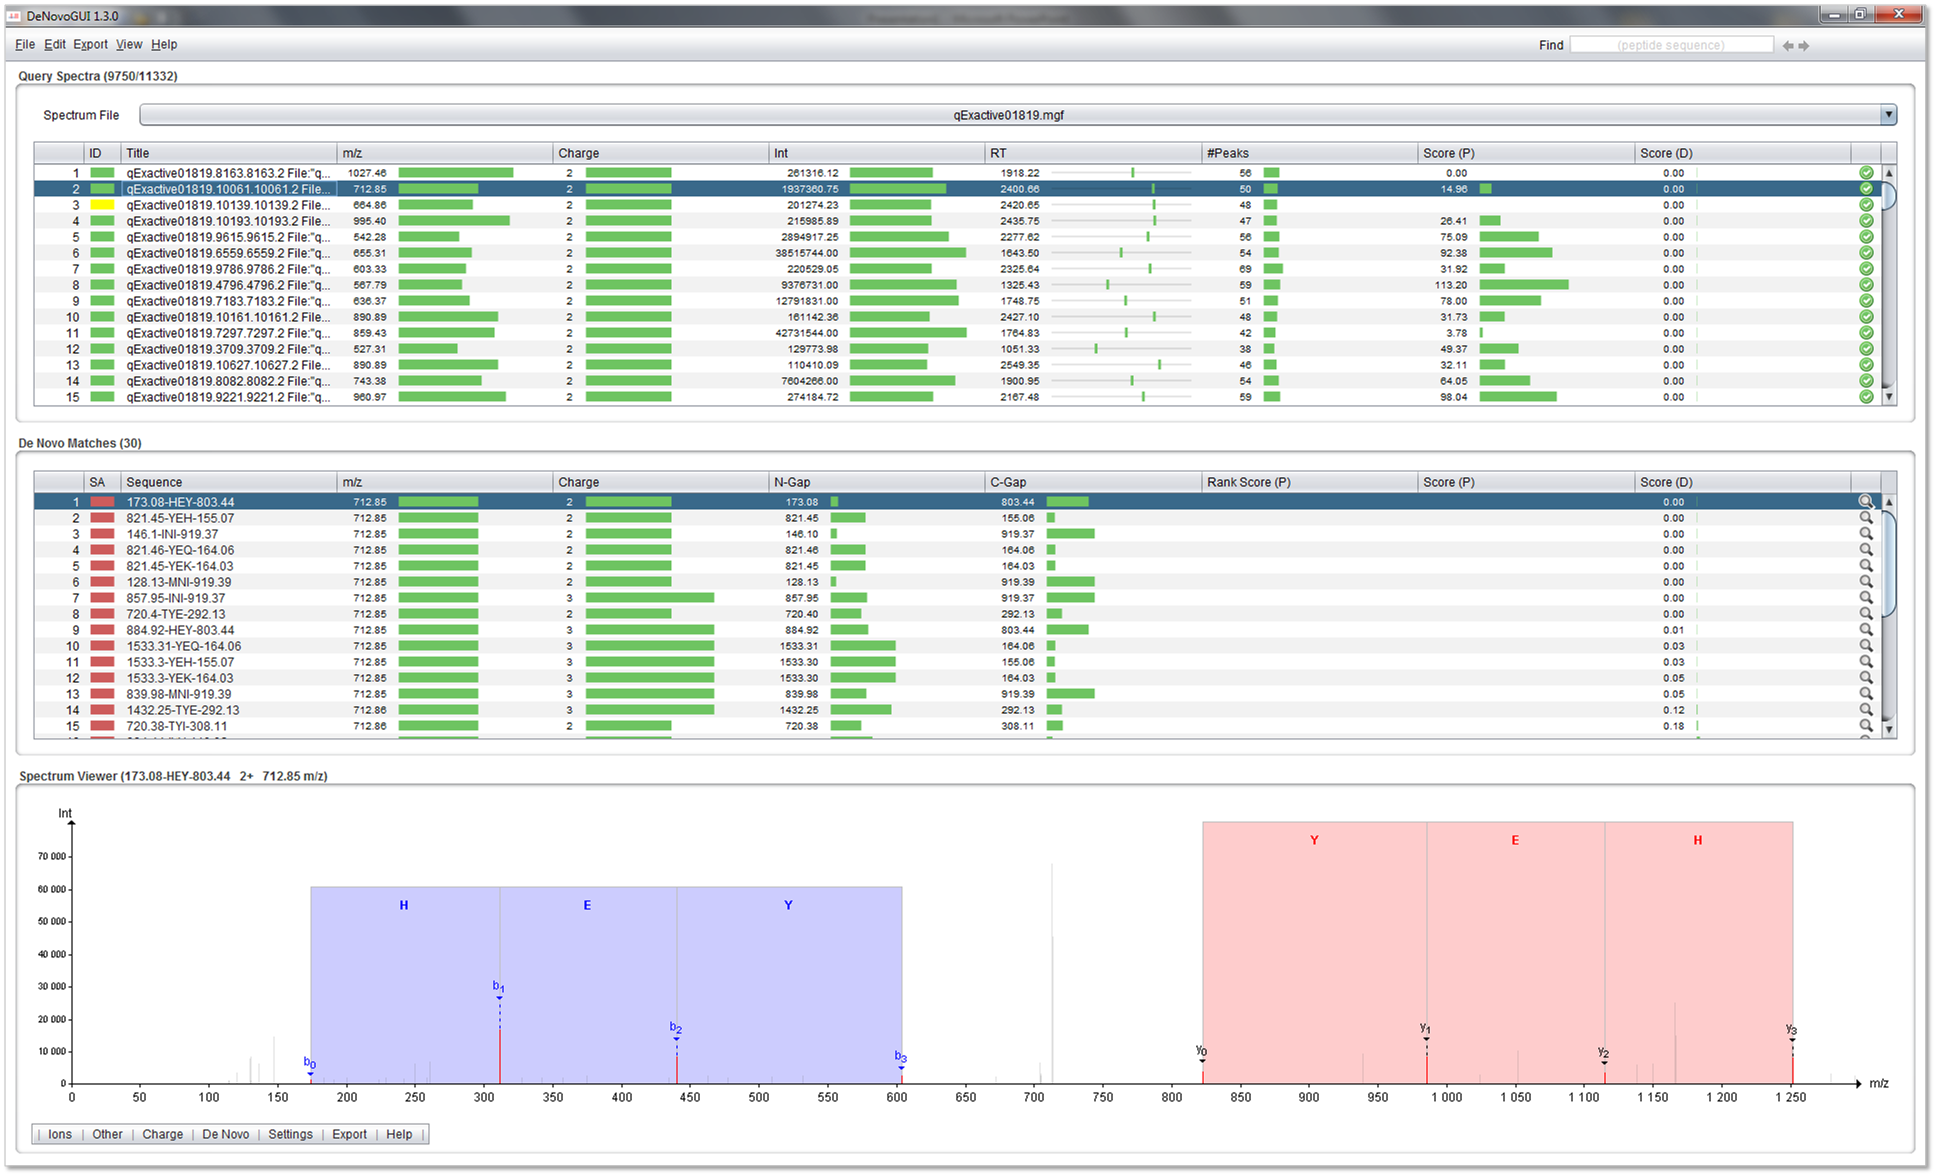 DeNovoGUI 1.3.0
File Edit Export View Help Find (peptide sequence)
Query Spectra (9750/11332)
Spectrum File qExactive01819.mgf
ID Title m/z Charge Int RT #Peaks Score (P) Score (D)
1 qExactive01819.8163.8163.2 File:"q... 1027.46 2 261316.12 1918.22 56 0.00 0.00
2 qExactive01819.10061.10061.2 File... 712.85 2 1937360.75 2400.66 50 14.96 0.00
3 qExactive01819.10139.10139.2 File... 664.86 2 201274.23 2420.65 48 0.00
4 qExactive01819.10193.10193.2 File... 995.40 2 215985.89 2435.75 47 26.41 0.00
5 qExactive01819.9615.9615.2 File:"q... 542.28 2 2894917.25 2277.62 56 75.09 0.00
6 qExactive01819.6559.6559.2 File:"q... 655.31 2 38515744.00 1643.50 54 92.38 0.00
7 qExactive01819.9786.9786.2 File:"q... 603.33 2 220529.05 2325.64 69 31.92 0.00
8 qExactive01819.4796.4796.2 File:"q... 567.79 2 9376731.00 1325.43 59 113.20 0.00
9 qExactive01819.7183.7183.2 File:"q... 636.37 2 12791831.00 1748.75 51 78.00 0.00
10 qExactive01819.10161.10161.2 File... 890.89 2 161142.36 2427.10 48 31.73 0.00
11 qExactive01819.7297.7297.2 File:"q... 859.43 2 42731544.00 1764.83 42 3.78 0.00
12 qExactive01819.3709.3709.2 File:"q... 527.31 2 129773.98 1051.33 38 49.37 0.00
13 qExactive01819.10627.10627.2 File... 890.89 2 110410.09 2549.35 46 32.11 0.00
14 qExactive01819.8082.8082.2 File:"q... 743.38 2 7604266.00 1900.95 54 64.05 0.00
15 qExactive01819.9221.9221.2 File:"q... 960.97 2 274184.72 2167.48 59 98.04 0.00
De Novo Matches (30)
SA Sequence m/z Charge N-Gap C-Gap Rank Score (P) Score (P) Score (D)
1 173.08-HEY-803.44 712.85 2 173.08 803.44 0.00
2 821.45-YEH-155.07 712.85 2 821.45 155.06 0.00
3 146.1-INI-919.37 712.85 2 146.10 919.37 0.00
4 821.46-YEQ-164.06 712.85 2 821.46 164.06 0.00
5 821.45-YEK-164.03 712.85 2 821.45 164.03 0.00
6 128.13-MNI-919.39 712.85 2 128.13 919.39 0.00
7 857.95-INI-919.37 712.85 3 857.95 919.37 0.00
8 720.4-TYE-292.13 712.85 2 720.40 292.13 0.00
9 884.92-HEY-803.44 712.85 3 884.92 803.44 0.01
10 1533.31-YEQ-164.06 712.85 3 1533.31 164.06 0.03
11 1533.3-YEH-155.07 712.85 3 1533.30 155.06 0.03
12 1533.3-YEK-164.03 712.85 3 1533.30 164.03 0.05
13 839.98-MNI-919.39 712.85 3 839.98 919.39 0.05
14 1432.25-TYE-292.13 712.86 3 1432.25 292.13 0.12
15 720.38-TYI-308.11 712.86 2 720.38 308.11 0.18
Spectrum Viewer (173.08-HEY-803.44 2+ 712.85 m/z)
Int
Y E H
70 000
60 000
H E Y
50 000
40 000
30 000
b1
20 000
b2 y1 y3
10 000
b0 b3 y0 y2
0
m/z
0 50 100 150 200 250 300 350 400 450 500 550 600 650 700 750 800 850 900 950 1 000 1 050 1 100 1 150 1 200 1 250
Ions | Other | Charge | De Novo | Settings | Export | Help